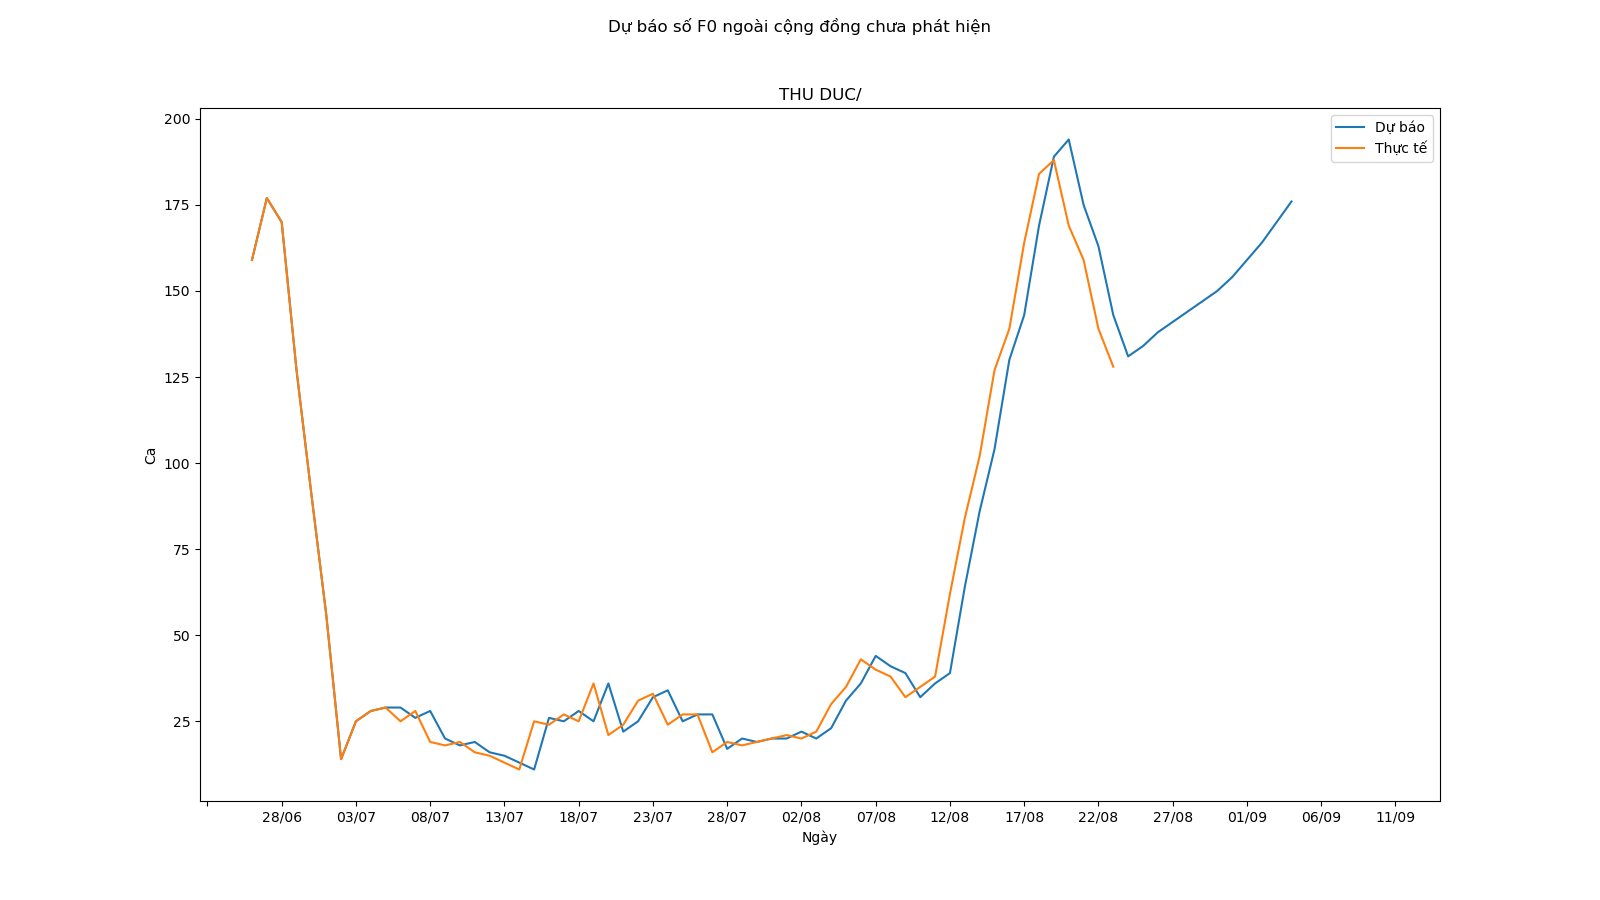 Dự báo số F0 ngoài cộng đồng chưa phát hiện
THU DUC/
Dự báo
Thực tế
200
175
150
125
100
75
50
25
Ca
28/06 03/07 08/07 13/07 18/07 23/07 28/07 02/08 07/08 12/08 17/08 22/08 27/08 01/09 06/09 11/09
Ngày